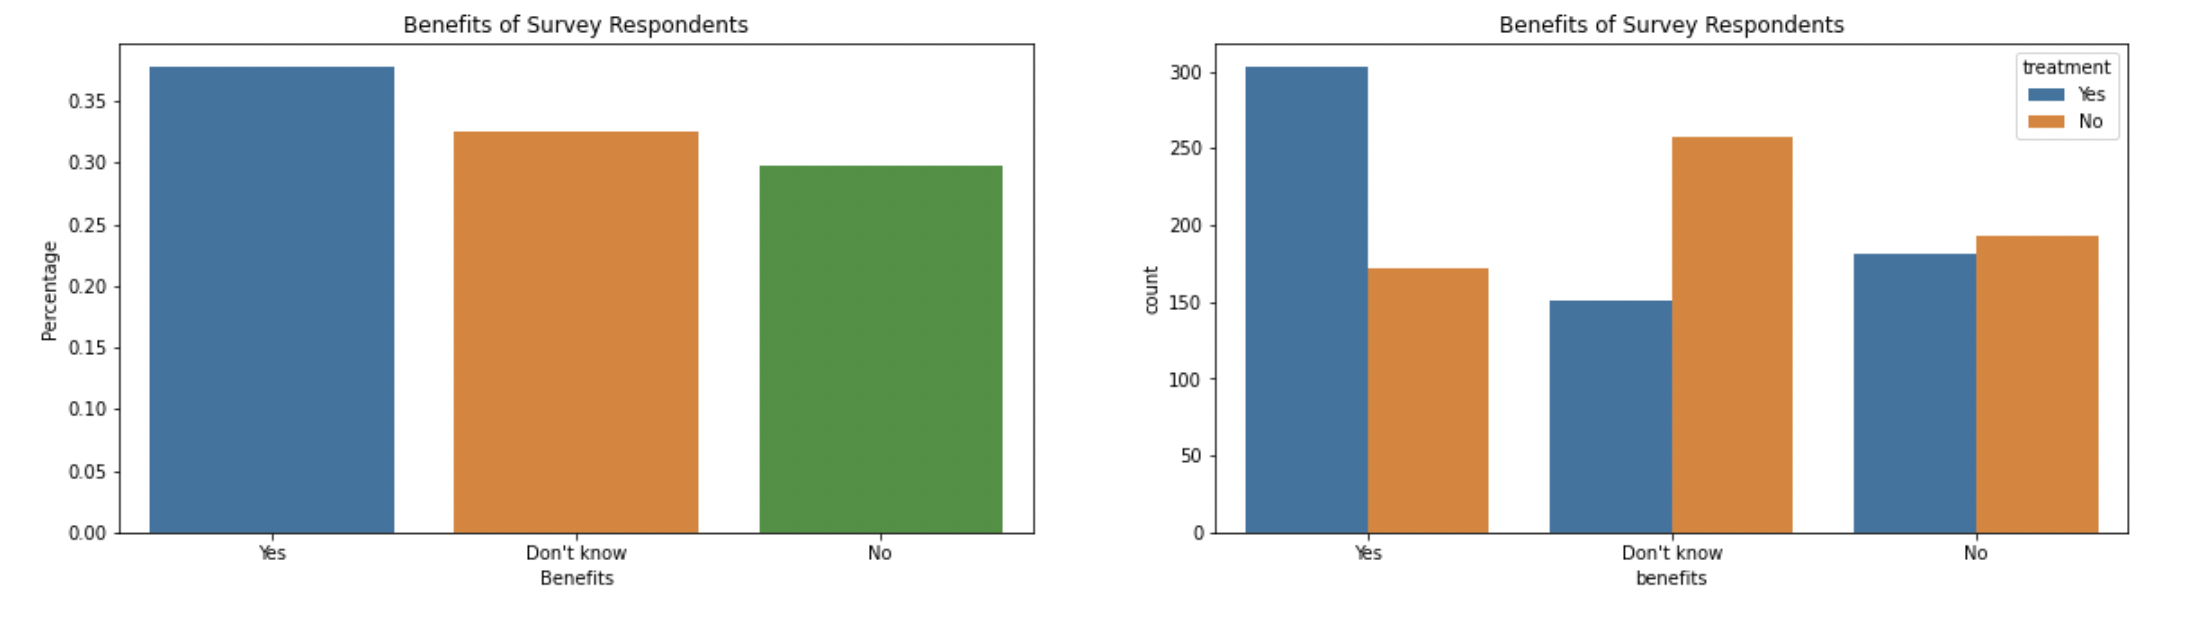 Benefits of Survey Respondents
Percentage
0.35
0.30
0.25
0.20
0.15
0.10
0.05
0.00
Yes Don't know No
Benefits
Benefits of Survey Respondents
count
300
250
200
150
100
50
0
treatment
Yes
No
Yes Don't know No
benefits